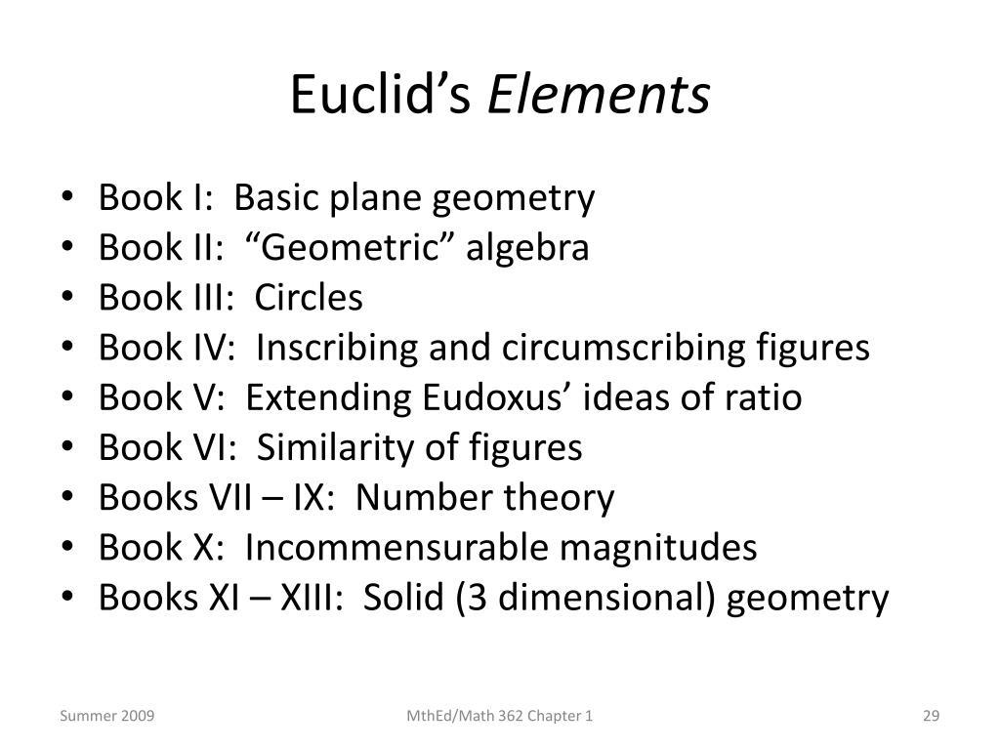 Euclid’s Elements
• Book I:  Basic plane geometry
• Book II:  “Geometric” algebra
• Book III:  Circles
• Book IV:  Inscribing and circumscribing figures
• Book V:  Extending Eudoxus’ ideas of ratio
• Book VI:  Similarity of figures
• Books VII – IX:  Number theory
• Book X:  Incommensurable magnitudes
• Books XI – XIII:  Solid (3 dimensional) geometry
Summer 2009 MthEd/Math 362 Chapter 1 29